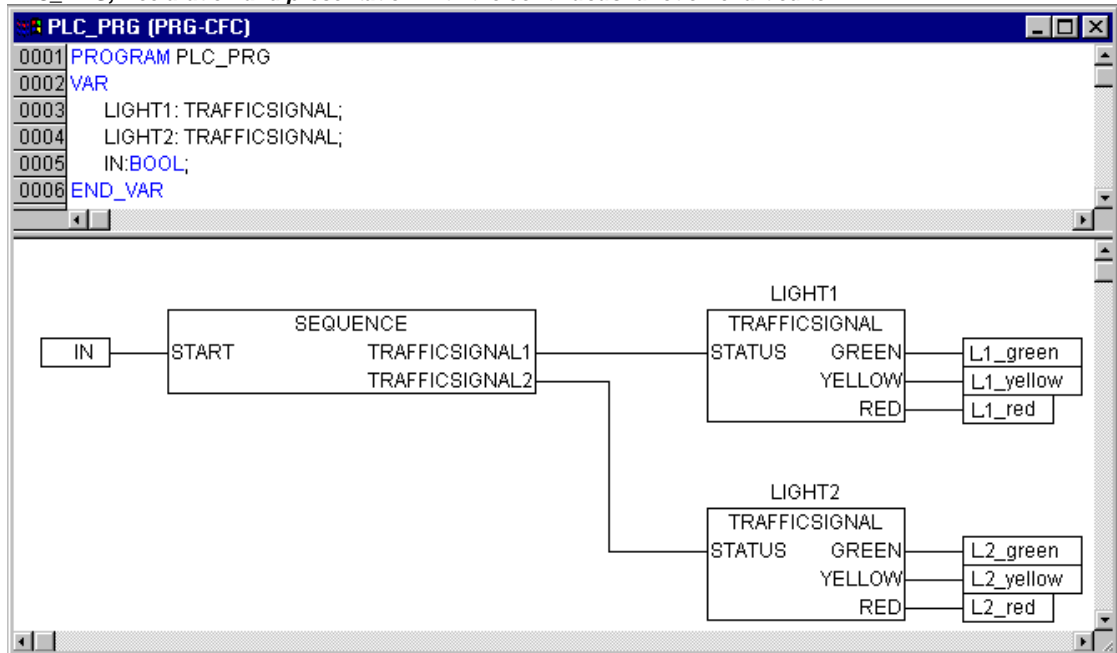 PLC_PRG (PRG-CFC)
0001 PROGRAM PLC_PRG
0002 VAR
0003 LIGHT1: TRAFFICSIGNAL;
0004 LIGHT2: TRAFFICSIGNAL;
0005 IN:BOOL;
0006 END_VAR
LIGHT1
SEQUENCE
TRAFFICSIGNAL
IN
START
TRAFFICSIGNAL1
STATUS
GREEN
L1_green
TRAFFICSIGNAL2
YELLOW
L1_yellow
RED
L1_red
LIGHT2
TRAFFICSIGNAL
STATUS
GREEN
L2_green
YELLOW
L2_yellow
RED
L2_red